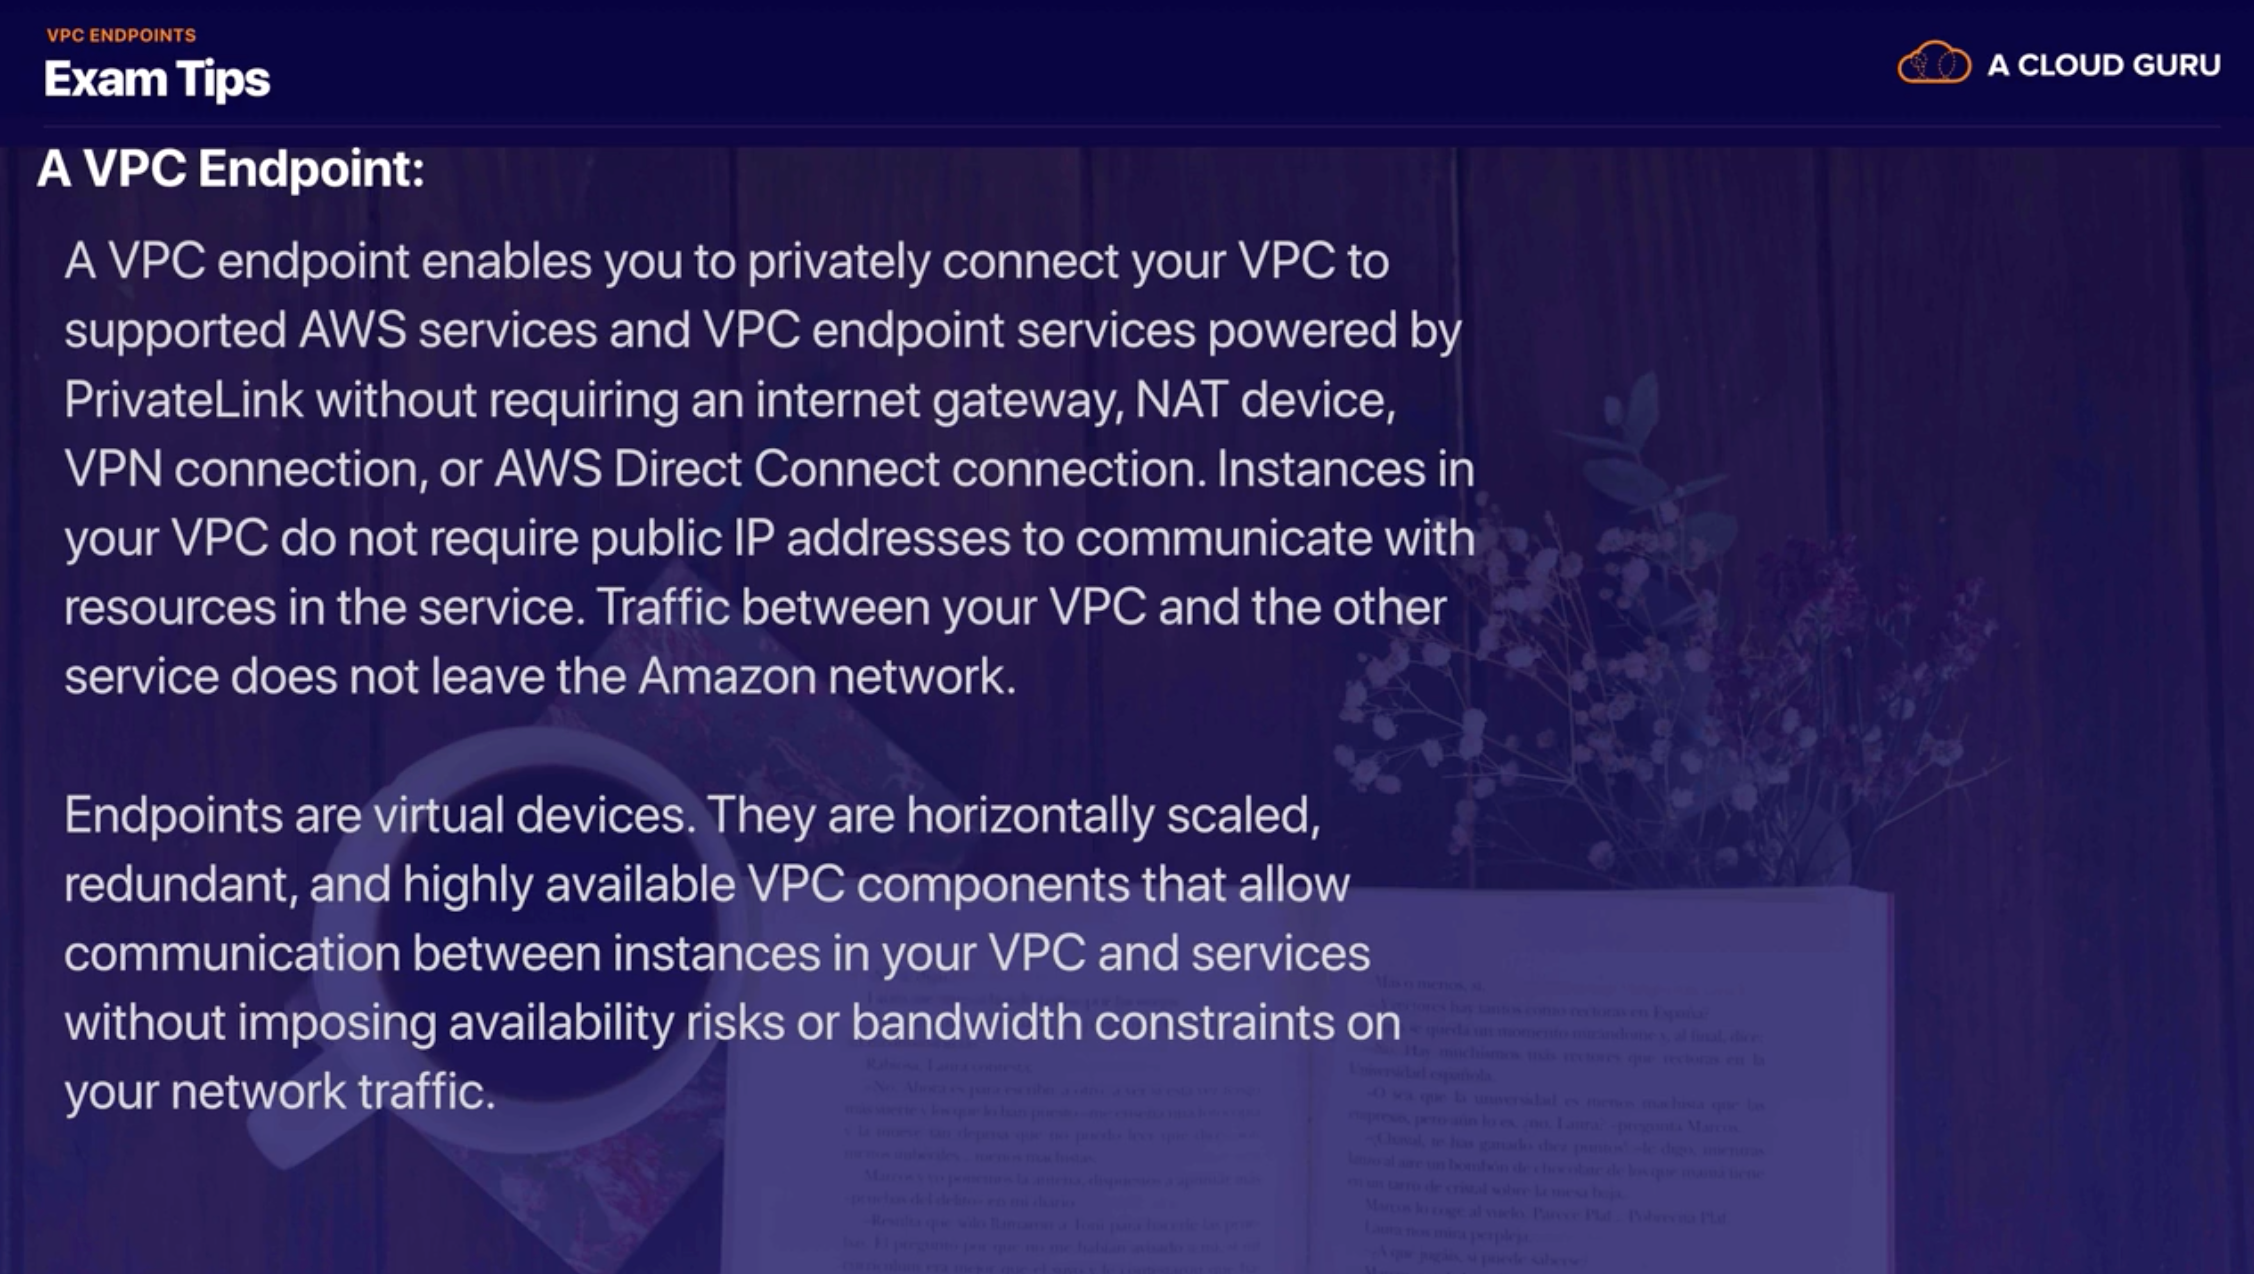 VPC ENDPOINTS
Exam Tips
A CLOUD GURU
A VPC Endpoint:
A VPC endpoint enables you to privately connect your VPC to
supported AWS services and VPC endpoint services powered by
PrivateLink without requiring an internet gateway, NAT device,
VPN connection, or AWS Direct Connect connection. Instances in
your VPC do not require public IP addresses to communicate with
resources in the service. Traffic between your VPC and the other
service does not leave the Amazon network.
Endpoints are virtual devices. They are horizontally scaled,
redundant, and highly available VPC components that allow
communication between instances in your VPC and services
without imposing availability risks or bandwidth constraints on
your network traffic.